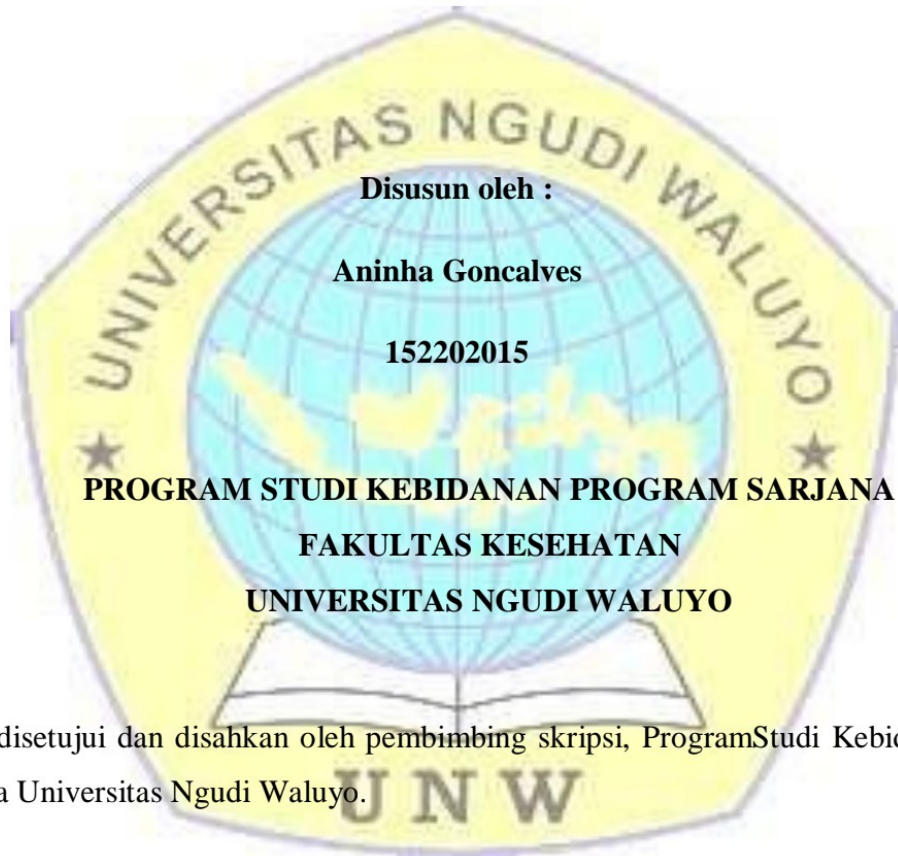 UNIVERSITAS NGUDI WALUYO
Disusun oleh :
Aninha Goncalves
152202015
PROGRAM STUDI KEBIDANAN PROGRAM SARJANA
FAKULTAS KESEHATAN
UNIVERSITAS NGUDI WALUYO
disetujui dan disahkan oleh pembimbing skripsi, ProgramStudi
Universitas Ngudi Waluyo.
UNW